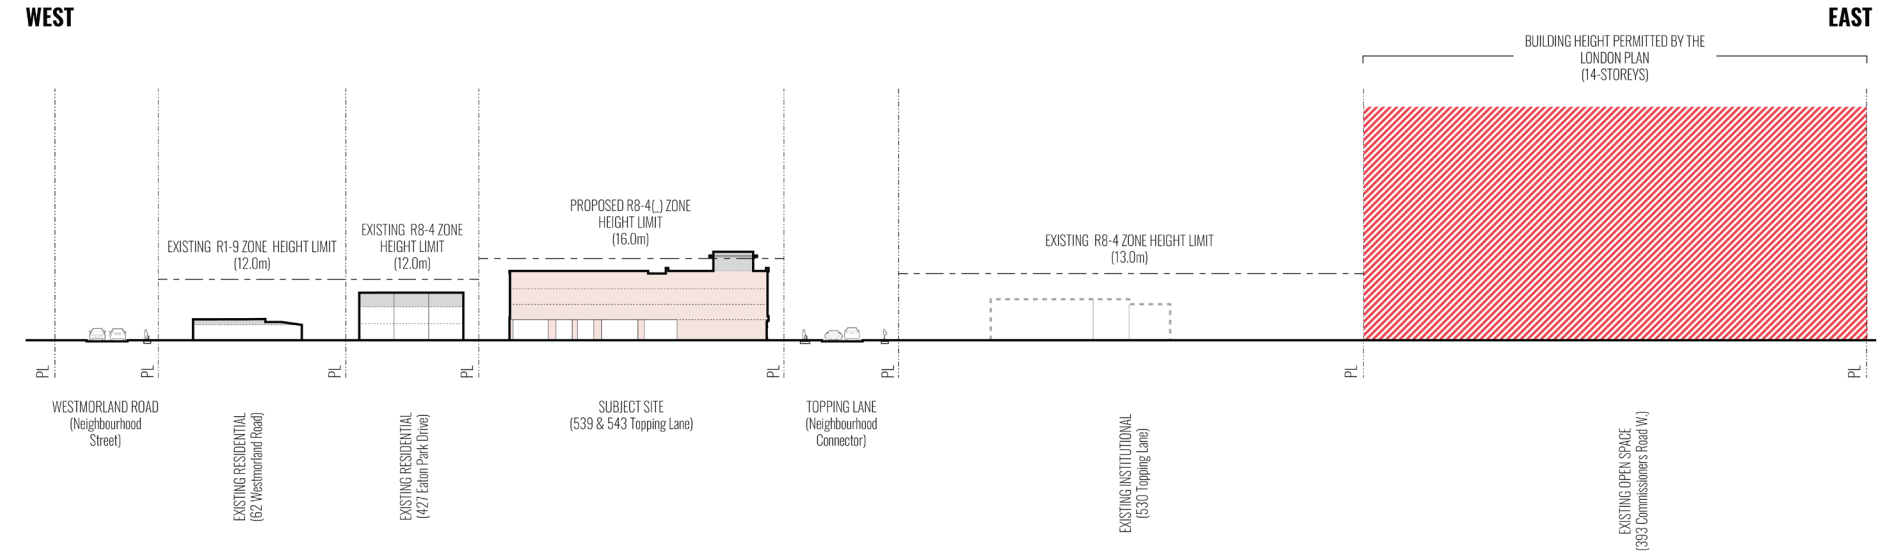 WEST
EAST
BUILDING HEIGHT PERMITTED BY THE
LONDON PLAN
(14-STOREYS)
PROPOSED R8-4(_) ZONE
HEIGHT LIMIT
(16.0m)
EXISTING R1-9 ZONE HEIGHT LIMIT
(12.0m)
EXISTING R8-4 ZONE
HEIGHT LIMIT
(12.0m)
EXISTING R8-4 ZONE HEIGHT LIMIT
(13.0m)
PL
PL
PL
PL
PL
PL
PL
PL
WESTMORLAND ROAD
(Neighbourhood
Street)
EXISTING RESIDENTIAL
(62 Westmorland Road)
EXISTING RESIDENTIAL
(427 Eaton Park Drive)
SUBJECT SITE
(539 & 543 Topping Lane)
TOPPING LANE
(Neighbourhood
Connector)
EXISTING INSTITUTIONAL
(530 Topping Lane)
EXISTING OPEN SPACE
(393 Commissioners Road W.)